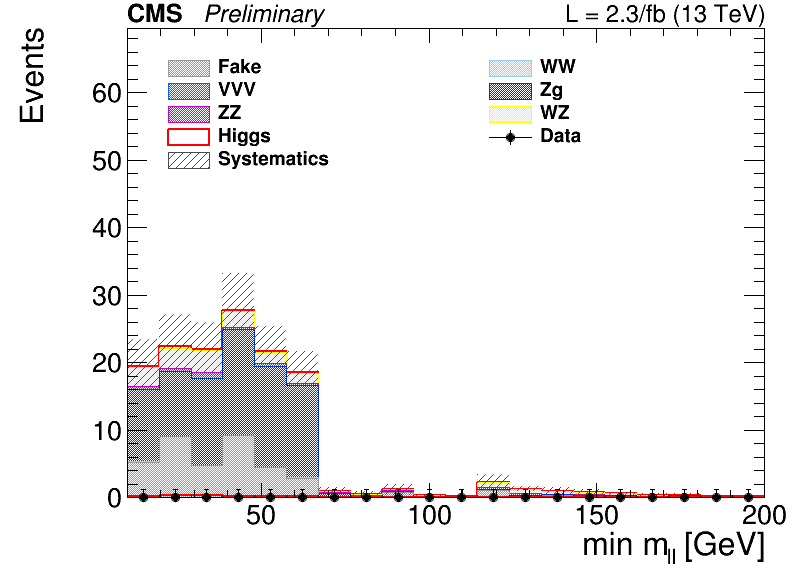 CMS Preliminary L = 2.3/fb (13 TeV)
Events
Fake WW
VVV Zg
ZZ WZ
Higgs Data
Systematics
60
50
40
30
20
10
0
50 100 150 200
min m_ll [GeV]